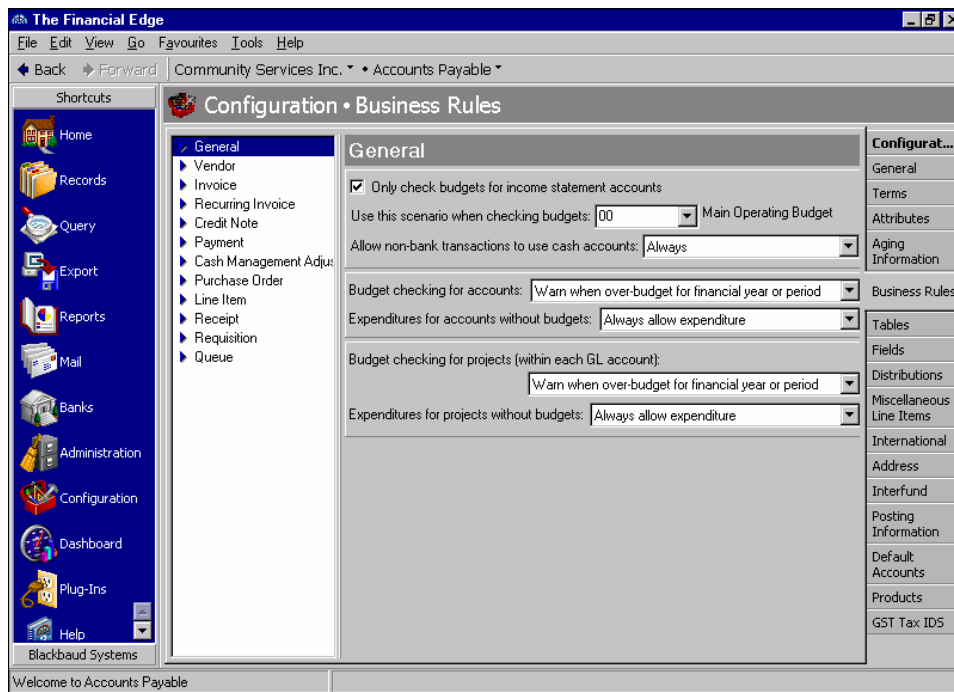 The Financial Edge
File Edit View Go Favourites Tools Help
Back Forward Community Services Inc. • Accounts Payable
Shortcuts
Home
Records
Query
Export
Reports
Mail
Banks
Administration
Configuration
Dashboard
Plug-Ins
Help
Blackbaud Systems
Configuration • Business Rules
General
Vendor
Invoice
Recurring Invoice
Credit Note
Payment
Cash Management Adjus
Purchase Order
Line Item
Receipt
Requisition
Queue
General
Only check budgets for income statement accounts
Use this scenario when checking budgets: 00 Main Operating Budget
Allow non-bank transactions to use cash accounts: Always
Budget checking for accounts: Warn when over-budget for financial year or period
Expenditures for accounts without budgets: Always allow expenditure
Budget checking for projects (within each GL account):
Warn when over-budget for financial year or period
Expenditures for projects without budgets: Always allow expenditure
Configurat...
General
Terms
Attributes
Aging
Information
Business Rules
Tables
Fields
Distributions
Miscellaneous
Line Items
International
Address
Interfund
Posting
Information
Default
Accounts
Products
GST Tax IDS
Welcome to Accounts Payable